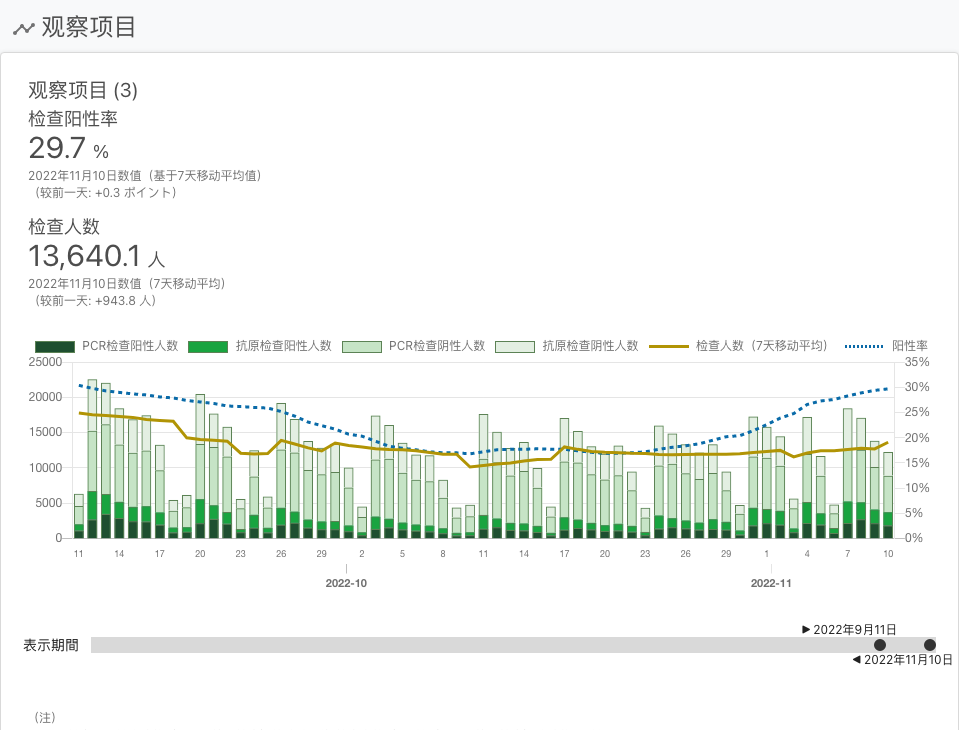 观察项目
观察项目 (3)
检查阳性率
29.7 %
2022年11月10日数值（基于7天移动平均值）
（较前一天: +0.3 ポイント）
检查人数
13,640.1 人
2022年11月10日数值（7天移动平均）
（较前一天: +943.8 人）
PCR检查阳性人数 抗原检查阳性人数 PCR检查阴性人数 抗原检查阴性人数 检查人数（7天移动平均） 阳性率
25000 35%
20000 30%
15000 25%
10000 20%
5000 15%
0 10%
5%
0%
11 14 17 20 23 26 29 2 5 8 11 14 17 20 23 26 29 1 4 7 10
2022-10 2022-11
▶ 2022年9月11日
表示期間
◀ 2022年11月10日
（注）